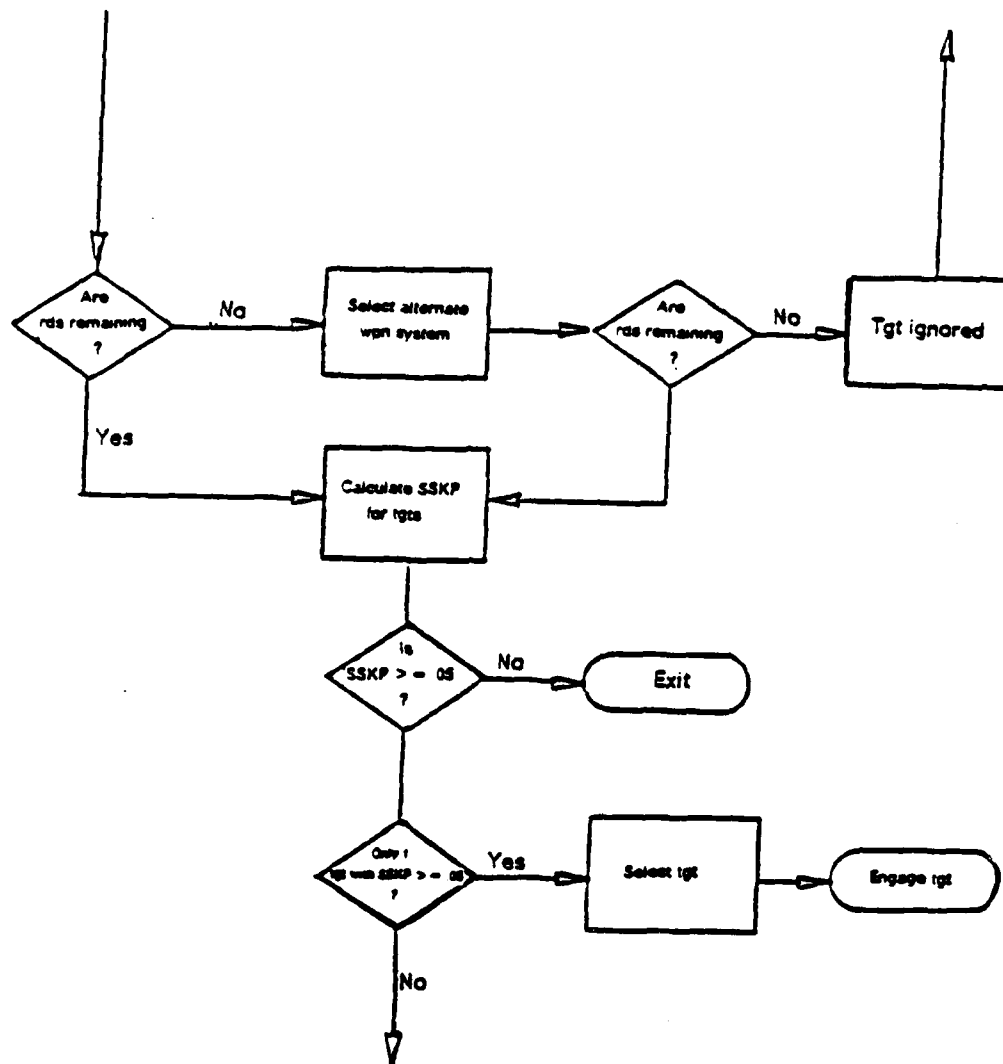 Are
rds remaining
?
No
Select alternate
wpn system
Are
rds remaining
?
No
Tgt ignored
Yes
Calculate SSKP
for tgts
Is
SSKP > = .05
?
No
Exit
Only 1
tgt with SSKP > = .05
?
Yes
Select tgt
Engage tgt
No